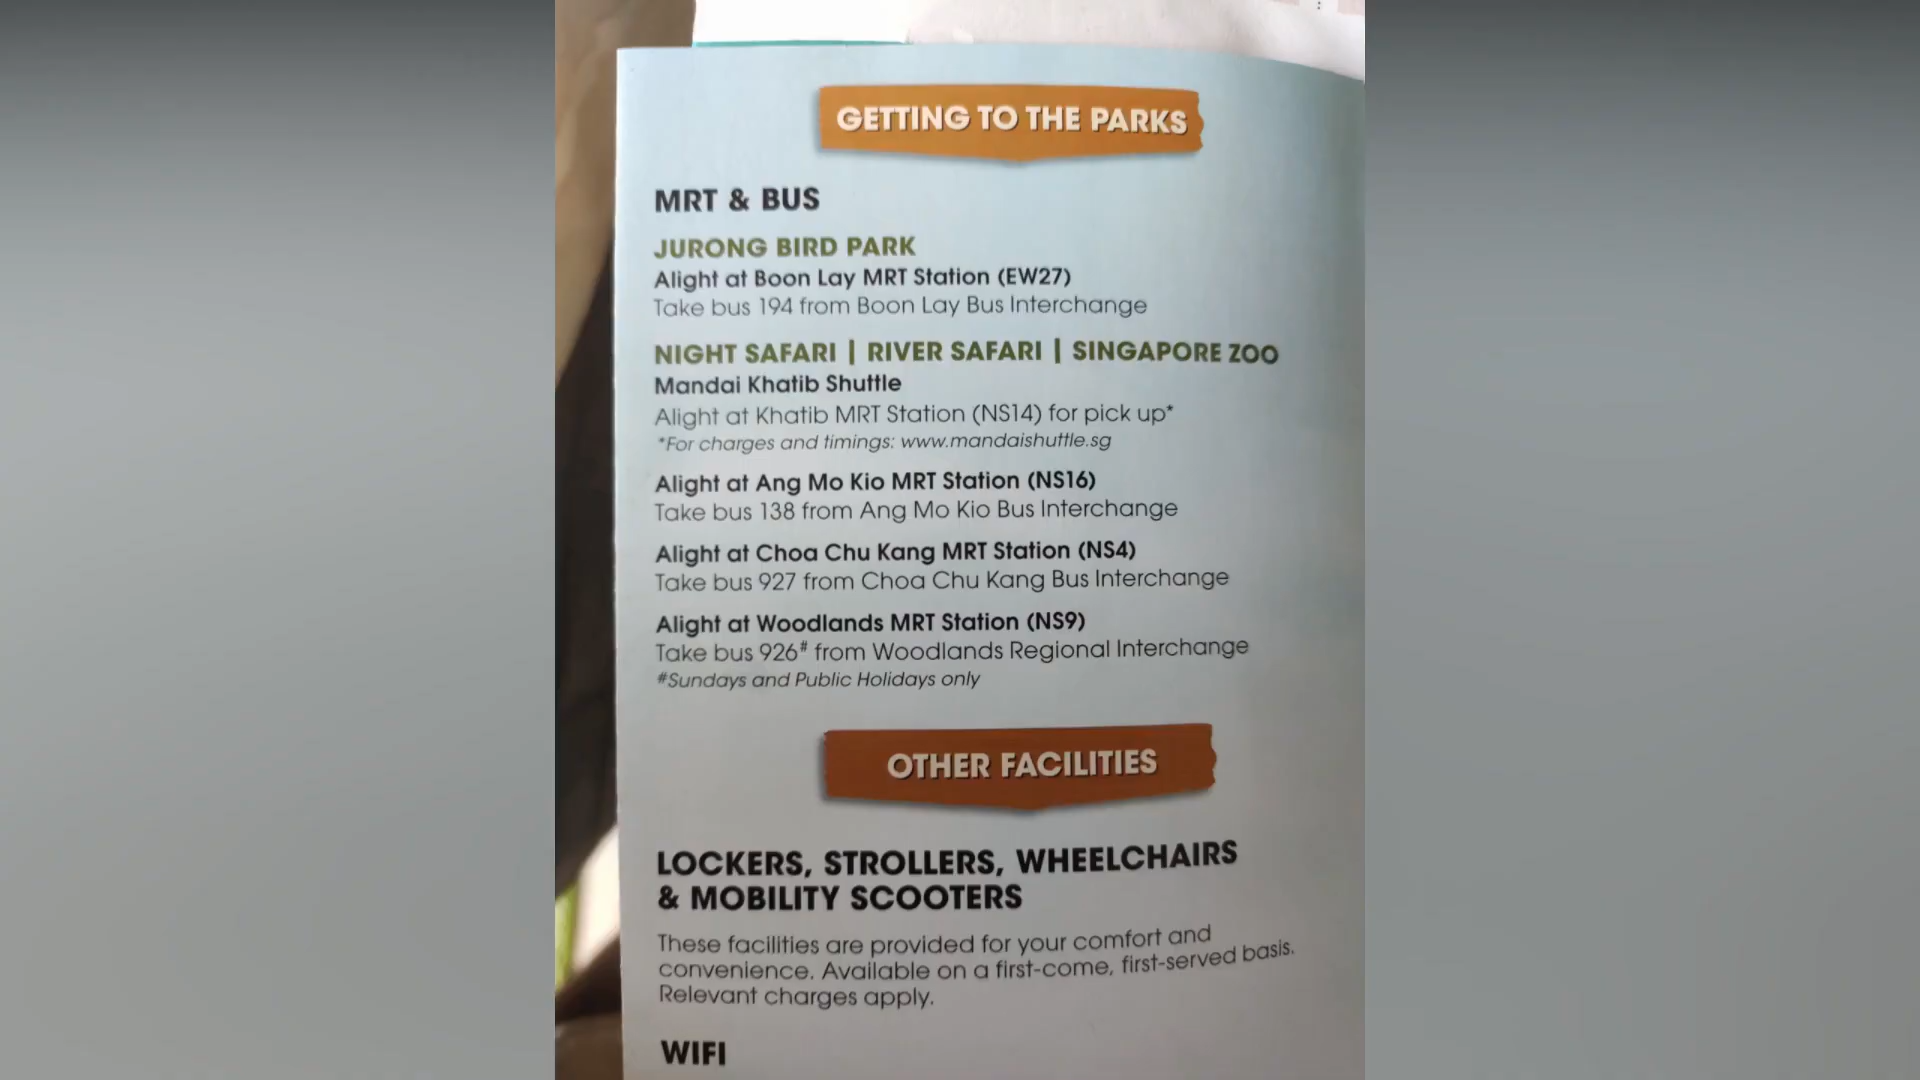 GETTING TO THE PARKS
MRT & BUS
JURONG BIRD PARK
Alight at Boon Lay MRT Station (EW27)
Take bus 194 from Boon Lay Bus Interchange
NIGHT SAFARI | RIVER SAFARI | SINGAPORE ZOO
Mandai Khatib Shuttle
Alight at Khatib MRT Station (NS14) for pick up*
*For charges and timings: www.mandaishuttle.sg
Alight at Ang Mo Kio MRT Station (NS16)
Take bus 138 from Ang Mo Kio Bus Interchange
Alight at Choa Chu Kang MRT Station (NS4)
Take bus 927 from Choa Chu Kang Bus Interchange
Alight at Woodlands MRT Station (NS9)
Take bus 926# from Woodlands Regional Interchange
#Sundays and Public Holidays only
OTHER FACILITIES
LOCKERS, STROLLERS, WHEELCHAIRS
& MOBILITY SCOOTERS
These facilities are provided for your comfort and
convenience. Available on a first-come, first-served basis.
Relevant charges apply.
WIFI